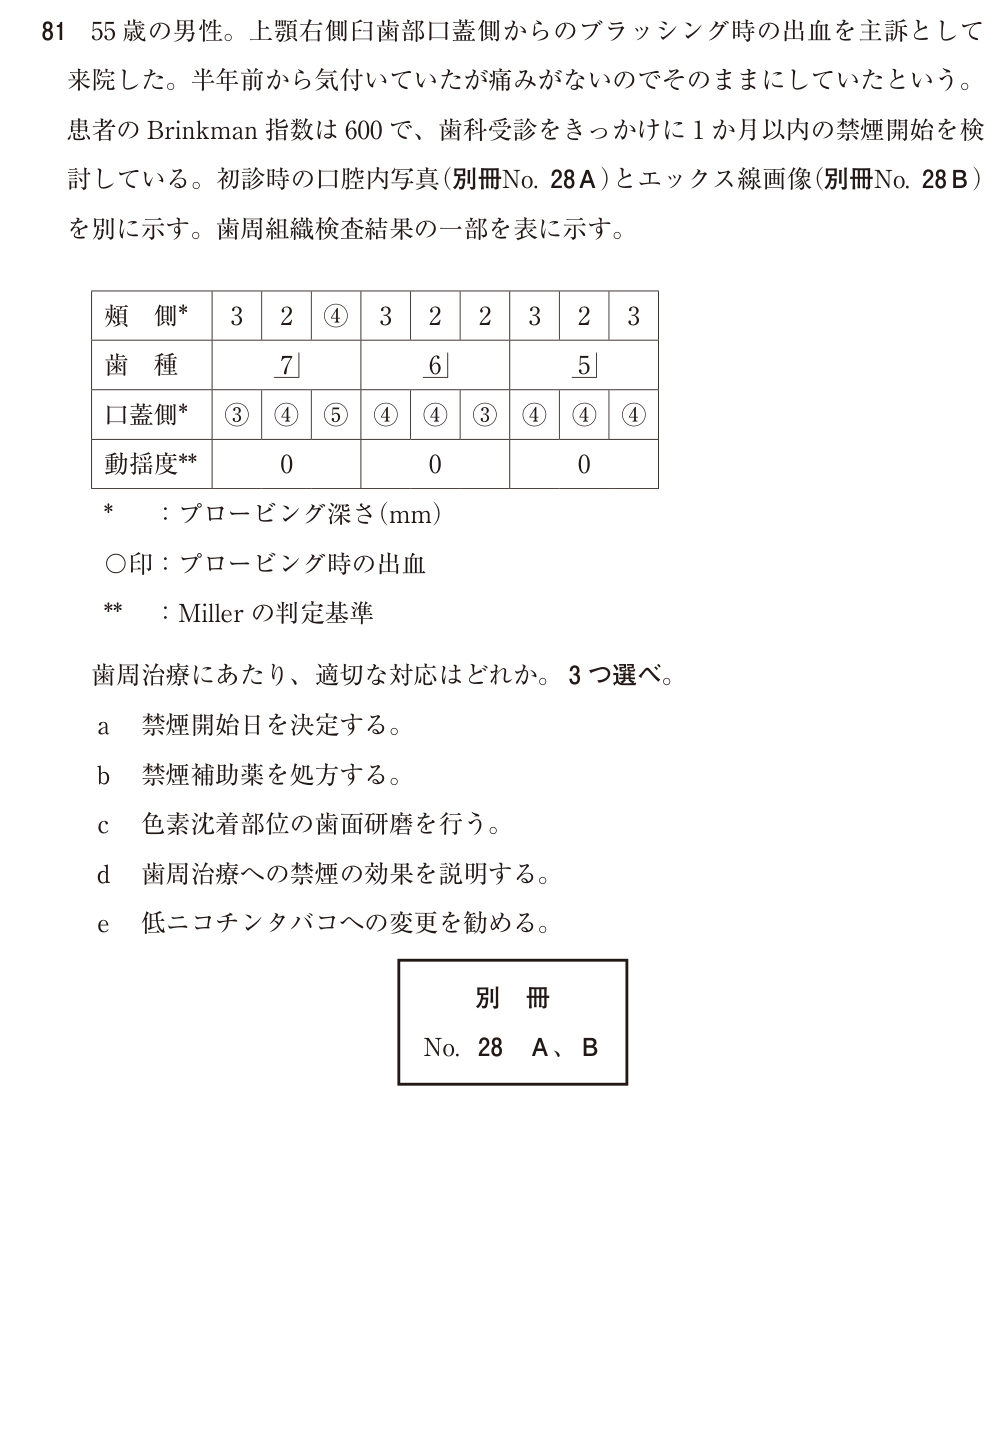 81 55歳の男性。上顎右側臼歯部口蓋側からのブラッシング時の出血を主訴として
来院した。半年前から気付いていたが痛みがないのでそのままにしていたという。
患者の Brinkman 指数は 600 で、歯科受診をきっかけに 1 か月以内の禁煙開始を検
討している。初診時の口腔内写真(別冊No. 28A)とエックス線画像(別冊No. 28B)
を別に示す。歯周組織検査結果の一部を表に示す。
頰 側* 3 2 ④ 3 2 2 3 2 3
歯 種 7 6 5
口蓋側* ③ ④ ⑤ ④ ④ ③ ④ ④ ④
動揺度** 0 0 0
* :プロービング深さ(mm)
○印:プロービング時の出血
** :Miller の判定基準
歯周治療にあたり、適切な対応はどれか。3 つ選べ。
a 禁煙開始日を決定する。
b 禁煙補助薬を処方する。
c 色素沈着部位の歯面研磨を行う。
d 歯周治療への禁煙の効果を説明する。
e 低ニコチンタバコへの変更を勧める。
別 冊
No. 28 A、B